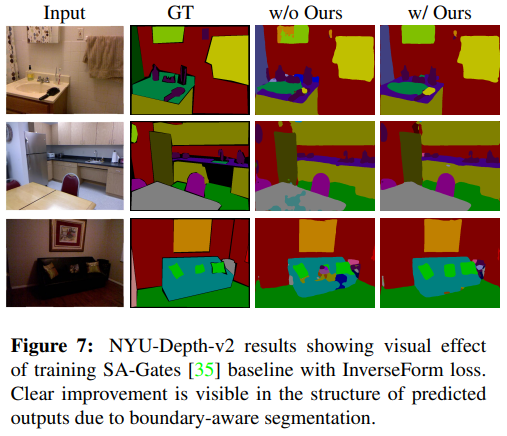 Input GT w/o Ours w/ Ours
Figure 7: NYU-Depth-v2 results showing visual effect
of training SA-Gates [35] baseline with InverseForm loss.
Clear improvement is visible in the structure of predicted
outputs due to boundary-aware segmentation.